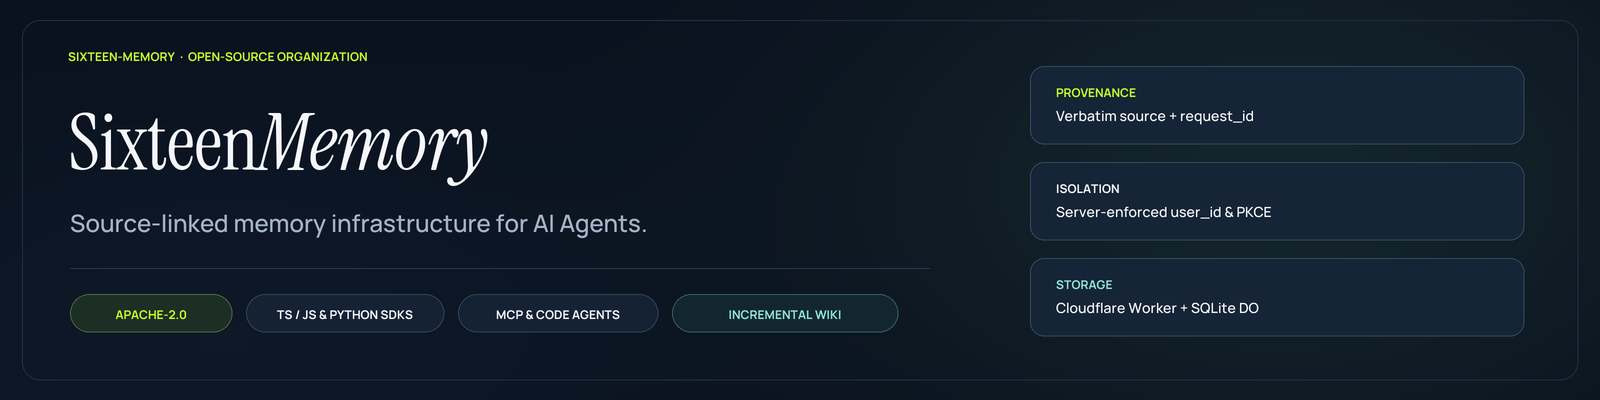 SIXTEEN-MEMORY · OPEN-SOURCE ORGANIZATION
SixteenMemory
Source-linked memory infrastructure for AI Agents.
APACHE-2.0
TS / JS & PYTHON SDKS
MCP & CODE AGENTS
INCREMENTAL WIKI
PROVENANCE
Verbatim source + request_id
ISOLATION
Server-enforced user_id & PKCE
STORAGE
Cloudflare Worker + SQLite DO